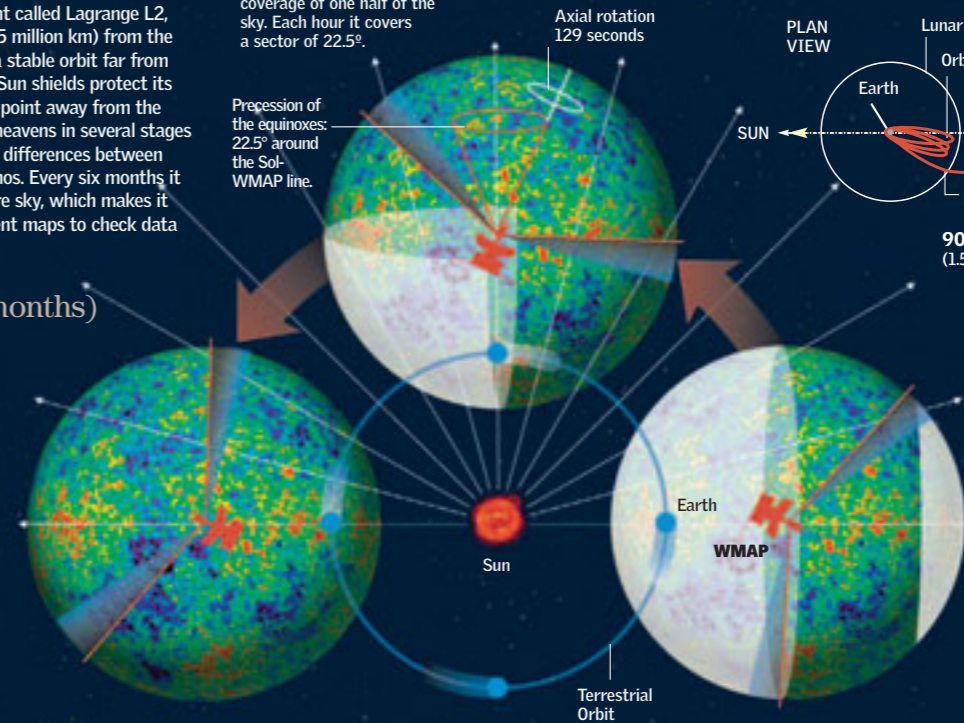 nt called Lagrange L2,
5 million km) from the
a stable orbit far from
Sun shields protect its
point away from the
heavens in several stages
differences between
nos. Every six months it
re sky, which makes it
ent maps to check data
months)
coverage of one half of the
sky. Each hour it covers
a sector of 22.5º.
Precession of
the equinoxes:
22.5° around
the Sol-
WMAP line.
Axial rotation
129 seconds
PLAN
VIEW
Lunar
Orb
Earth
SUN
90
(1.5
Earth
WMAP
Sun
Terrestrial
Orbit